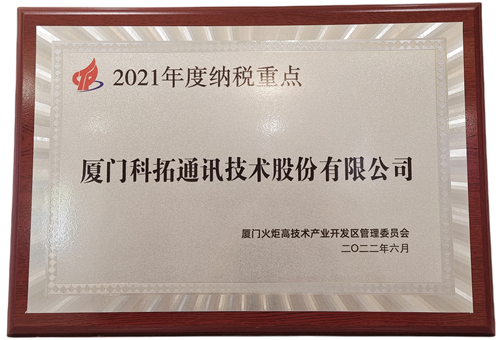 2021年度纳税重点
厦门科拓通讯技术股份有限公司
厦门火炬高技术产业开发区管理委员会
二〇二二年六月